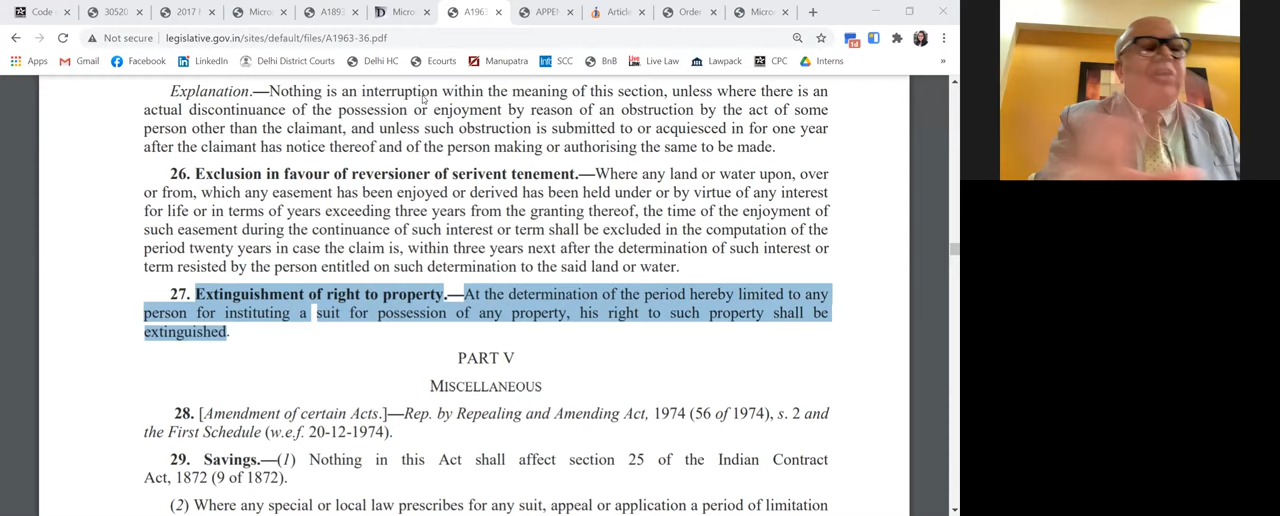 Code
30520
2017
Micro
A1893
Micro
A1963
APPEN
Article
Order
Micro
Not secure
legislative.gov.in/sites/default/files/A1963-36.pdf
Apps Gmail Facebook LinkedIn Delhi District Courts Delhi HC Ecourts Manupatra SCC BnB Live Law Lawpack CPC Interns »
Explanation.—Nothing is an interruption within the meaning of this section, unless where there is an
actual discontinuance of the possession or enjoyment by reason of an obstruction by the act of some
person other than the claimant, and unless such obstruction is submitted to or acquiesced in for one year
after the claimant has notice thereof and of the person making or authorising the same to be made.
26. Exclusion in favour of reversioner of serivent tenement.—Where any land or water upon, over
or from, which any easement has been enjoyed or derived has been held under or by virtue of any interest
for life or in terms of years exceeding three years from the granting thereof, the time of the enjoyment of
such easement during the continuance of such interest or term shall be excluded in the computation of the
period twenty years in case the claim is, within three years next after the determination of such interest or
term resisted by the person entitled on such determination to the said land or water.
27. Extinguishment of right to property.—At the determination of the period hereby limited to any
person for instituting a suit for possession of any property, his right to such property shall be
extinguished.
PART V
MISCELLANEOUS
28. [Amendment of certain Acts.]—Rep. by Repealing and Amending Act, 1974 (56 of 1974), s. 2 and
the First Schedule (w.e.f. 20-12-1974).
29. Savings.—(1) Nothing in this Act shall affect section 25 of the Indian Contract
Act, 1872 (9 of 1872).
(2) Where any special or local law prescribes for any suit, appeal or application a period of limitation